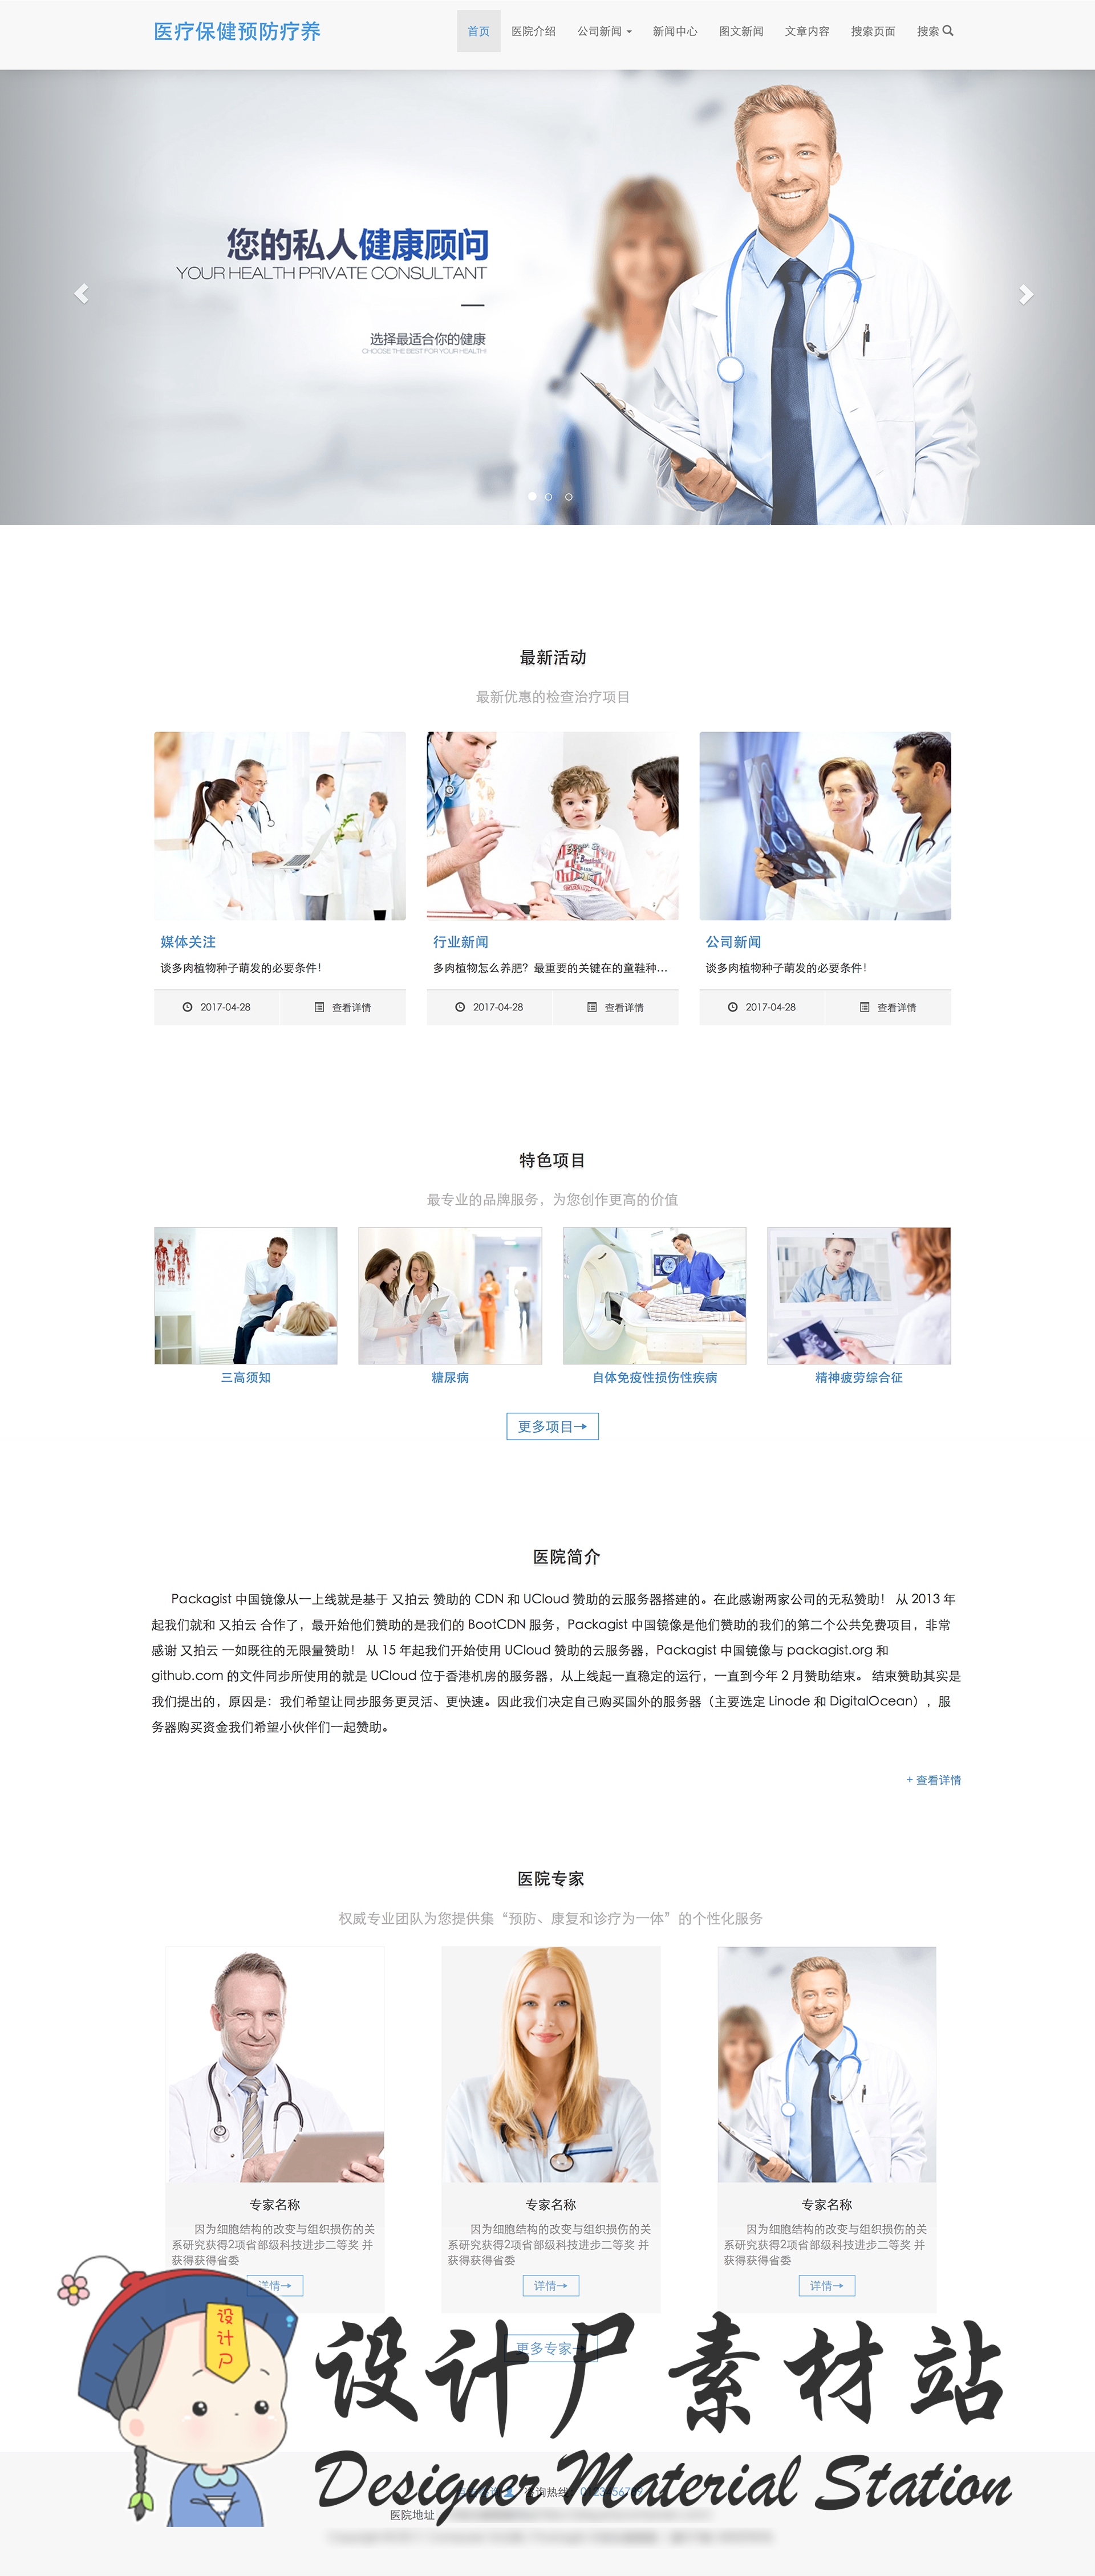 医疗保健预防疗养
首页 医院介绍 公司新闻 新闻中心 图文新闻 文章内容 搜索页面 搜索
您的私人健康顾问
YOUR HEALTH PRIVATE CONSULTANT
选择最适合你的健康
CHOOSE THE BEST FOR YOUR HEALTH!
最新活动
最新优惠的检查治疗项目
媒体关注 行业新闻 公司新闻
谈多肉植物种子萌发的必要条件！ 多肉植物怎么养肥？最重要的关键在的童鞋种... 谈多肉植物种子萌发的必要条件！
2017-04-28 查看详情 2017-04-28 查看详情 2017-04-28 查看详情
特色项目
最专业的品牌服务，为您创作更高的价值
三高须知 糖尿病 自体免疫性损伤性疾病 精神疲劳综合征
更多项目→
医院简介
Packagist 中国镜像从一上线就是基于 又拍云 赞助的 CDN 和 UCloud 赞助的云服务器搭建的。在此感谢两家公司的无私赞助！ 从 2013 年
起我们就和 又拍云 合作了，最开始他们赞助的是我们的 BootCDN 服务，Packagist 中国镜像是他们赞助的我们的第二个公共免费项目，非常
感谢 又拍云 一如既往的无限量赞助！ 从 15 年起我们开始使用 UCloud 赞助的云服务器，Packagist 中国镜像与 packagist.org 和
github.com 的文件同步所使用的就是 UCloud 位于香港机房的服务器，从上线起一直稳定的运行，一直到今年 2 月赞助结束。 结束赞助其实是
我们提出的，原因是：我们希望让同步服务更灵活、更快速。因此我们决定自己购买国外的服务器（主要选定 Linode 和 DigitalOcean），服
务器购买资金我们希望小伙伴们一起赞助。
+ 查看详情
医院专家
权威专业团队为您提供集“预防、康复和诊疗为一体”的个性化服务
专家名称 专家名称 专家名称
因为细胞结构的改变与组织损伤的关 因为细胞结构的改变与组织损伤的关 因为细胞结构的改变与组织损伤的关
系研究获得2项省部级科技进步二等奖 并 系研究获得2项省部级科技进步二等奖 并 系研究获得2项省部级科技进步二等奖 并
获得获得省委 获得获得省委 获得获得省委
详情→ 详情→ 详情→
更多专家→
设计尸
设计尸素材站
Designer Material Station
咨询热线：
医院地址